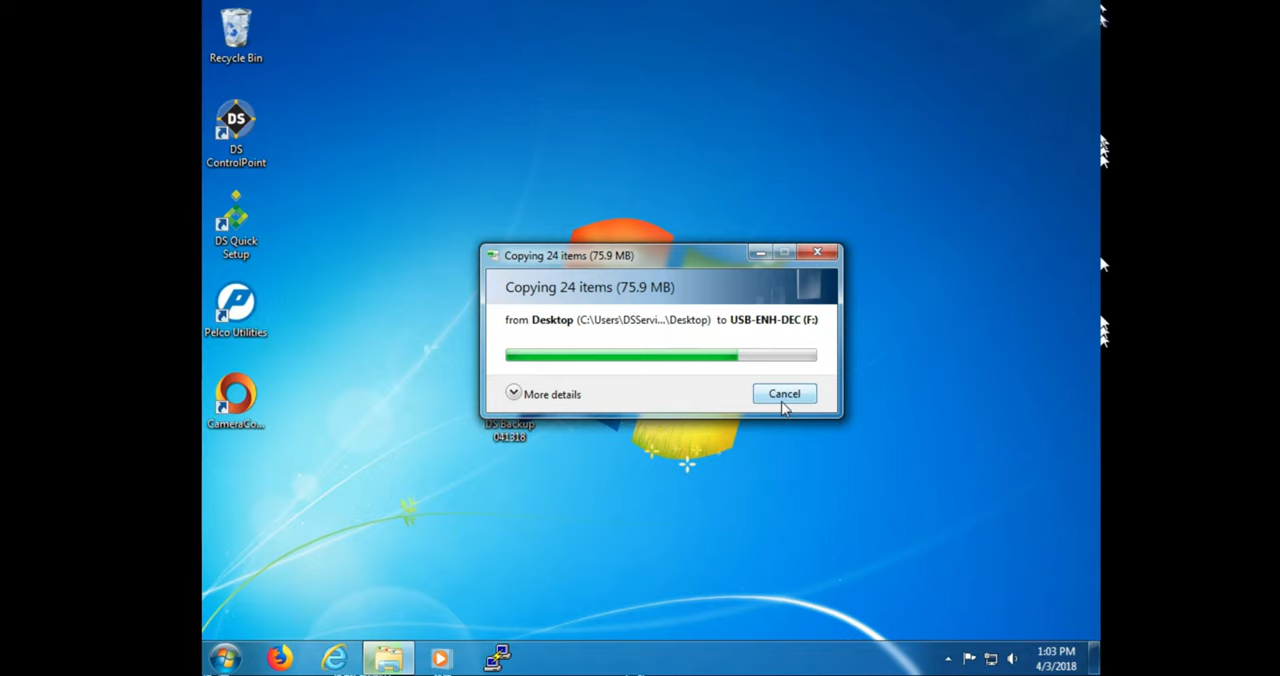 Recycle Bin
DS
DS
ControlPoint
DS Quick
Setup
Pelco Utilities
CameraCo...
Copying 24 items (75.9 MB)
Copying 24 items (75.9 MB)
from Desktop (C:\Users\DSServi...\Desktop) to USB-ENH-DEC (F:)
More details
Cancel
DS Backup
041318
1:03 PM
4/3/2018